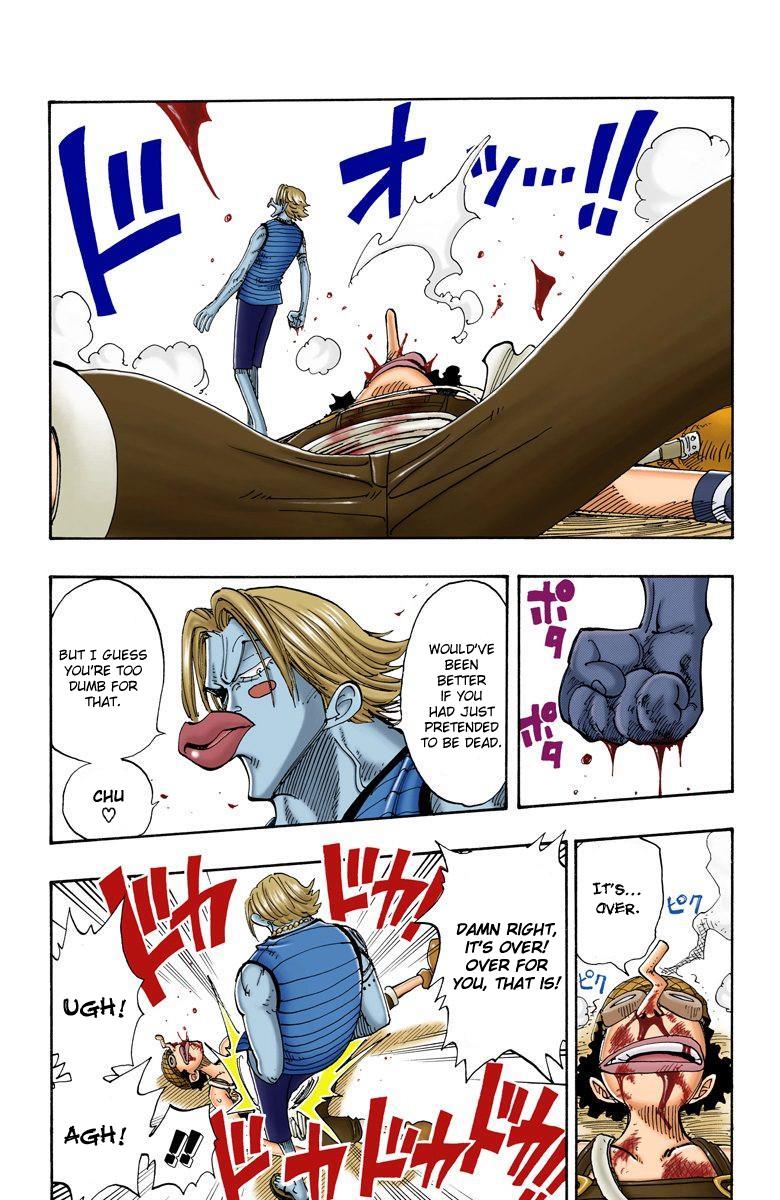 ドオッ…!!
ポタ
ポタ
WOULD'VE
BEEN
BETTER
IF YOU
HAD JUST
PRETENDED
TO BE DEAD.
BUT I GUESS
YOU'RE TOO
DUMB FOR
THAT.
CHU
♡
IT'S...
OVER.
ピク
ピク
DAMN RIGHT,
IT'S OVER!
OVER FOR
YOU, THAT IS!
ドカ
ドカ!
UGH!
AGH!
!!
ドカドカドカ!